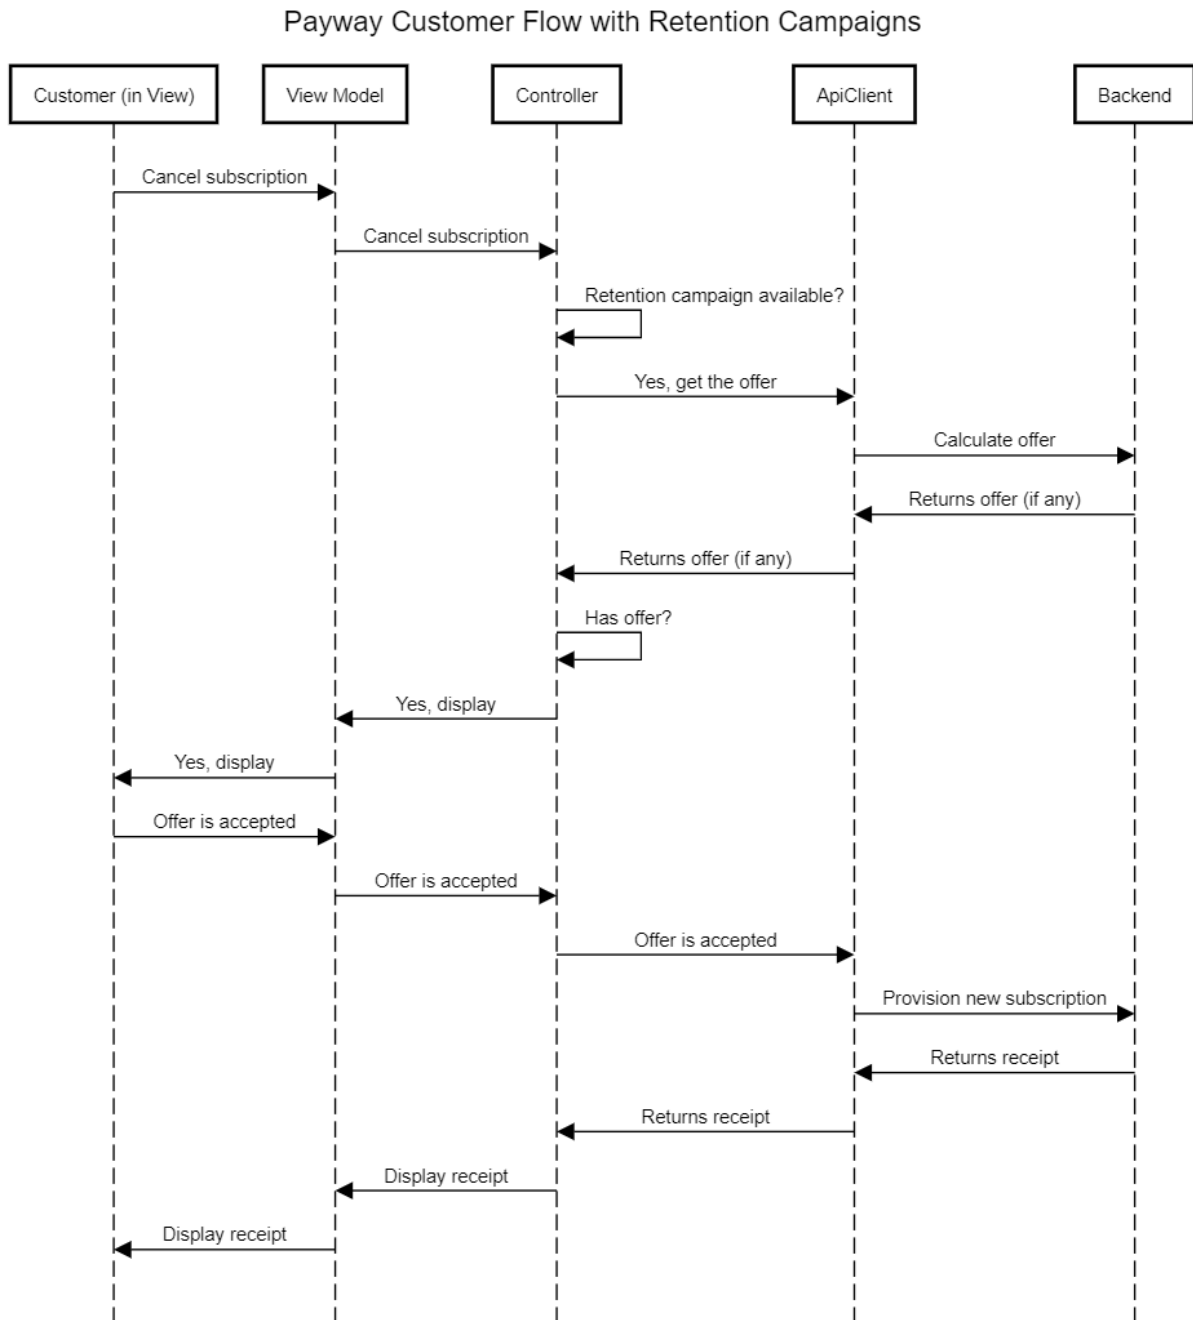 Payway Customer Flow with Retention Campaigns
Customer (in View)
View Model
Controller
ApiClient
Backend
Cancel subscription
Cancel subscription
Retention campaign available?
Yes, get the offer
Calculate offer
Returns offer (if any)
Returns offer (if any)
Has offer?
Yes, display
Yes, display
Offer is accepted
Offer is accepted
Offer is accepted
Provision new subscription
Returns receipt
Returns receipt
Display receipt
Display receipt